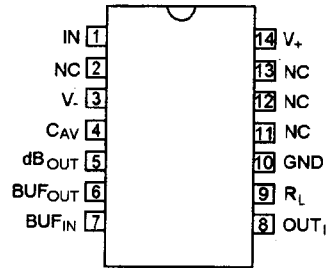 IN 1 14 V+
NC 2 13 NC
V- 3 12 NC
CAV 4 11 NC
dBOUT 5 10 GND
BUFOUT 6 9 RL
BUFIN 7 8 OUTI